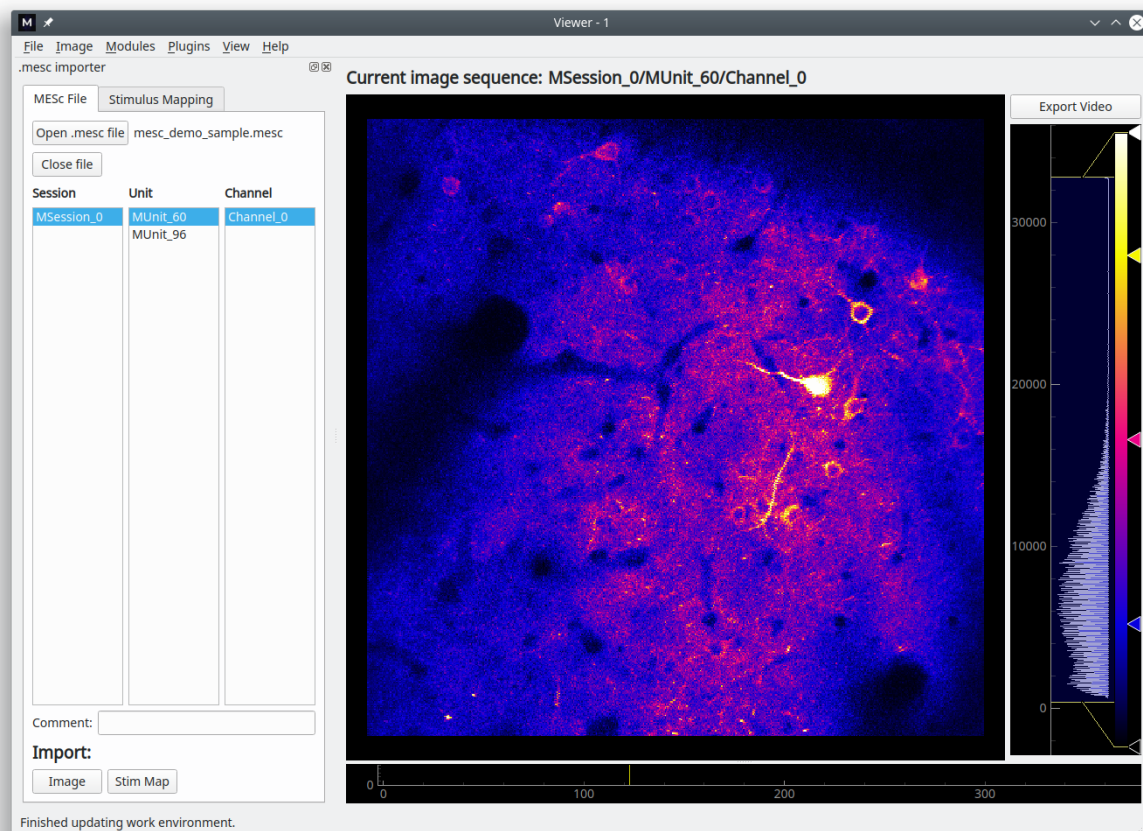 M
Viewer - 1
File Image Modules Plugins View Help
.mesc importer
Current image sequence: MSession_0/MUnit_60/Channel_0
MESc File Stimulus Mapping
Export Video
Open .mesc file mesc_demo_sample.mesc
Close file
Session Unit Channel
MSession_0 MUnit_60 Channel_0
MUnit_96
30000
20000
10000
0
Comment:
Import:
Image Stim Map
0
0 100 200 300
Finished updating work environment.